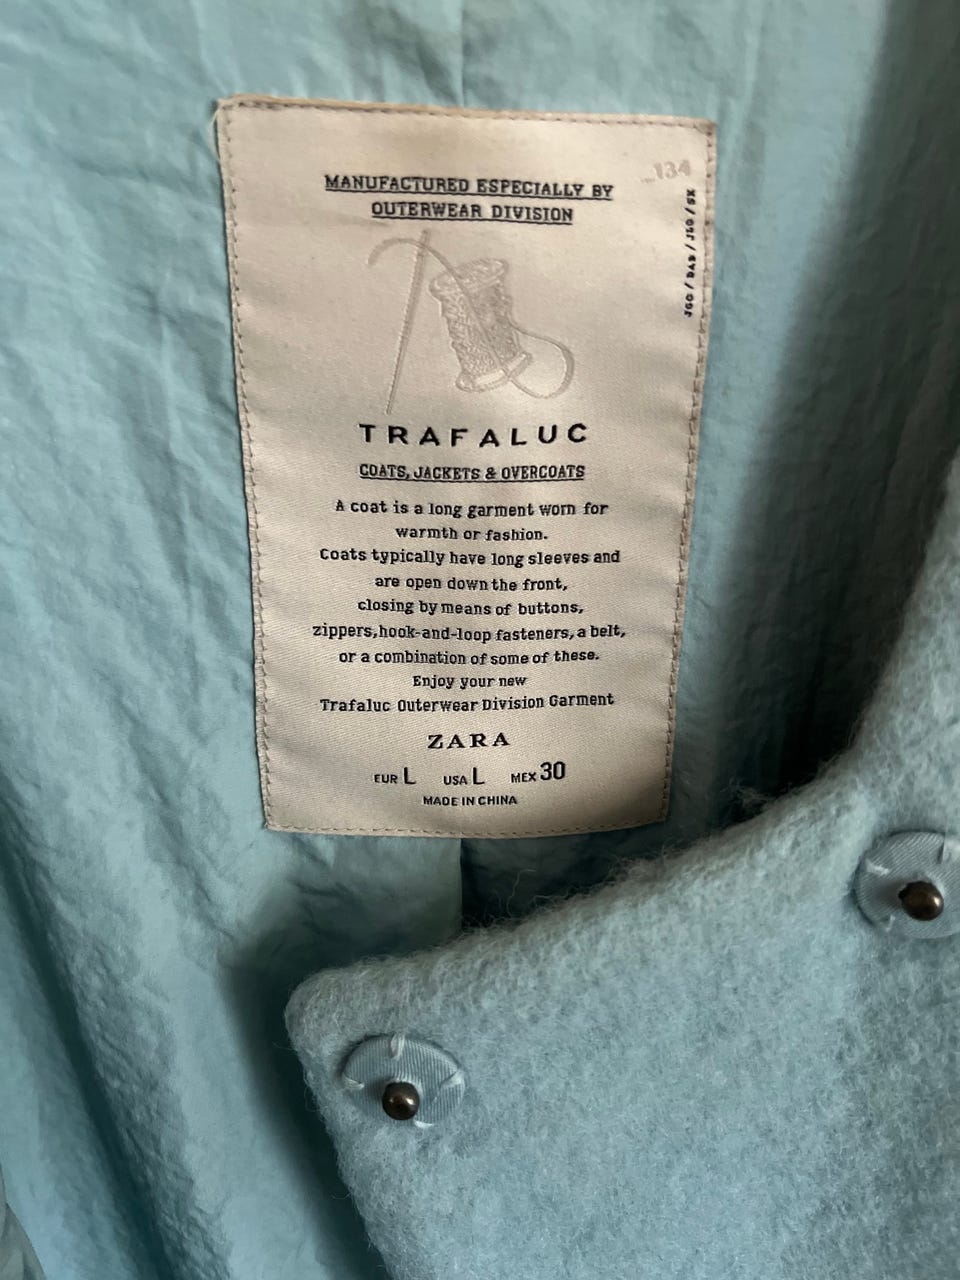 134
MANUFACTURED ESPECIALLY BY
OUTERWEAR DIVISION
TRAFALUC
COATS, JACKETS & OVERCOATS
A coat is a long garment worn for
warmth or fashion.
Coats typically have long sleeves and
are open down the front,
closing by means of buttons,
zippers, hook-and-loop fasteners, a belt,
or a combination of some of these.
Enjoy your new
Trafaluc Outerwear Division Garment
ZARA
EUR L USA L MEX 30
MADE IN CHINA